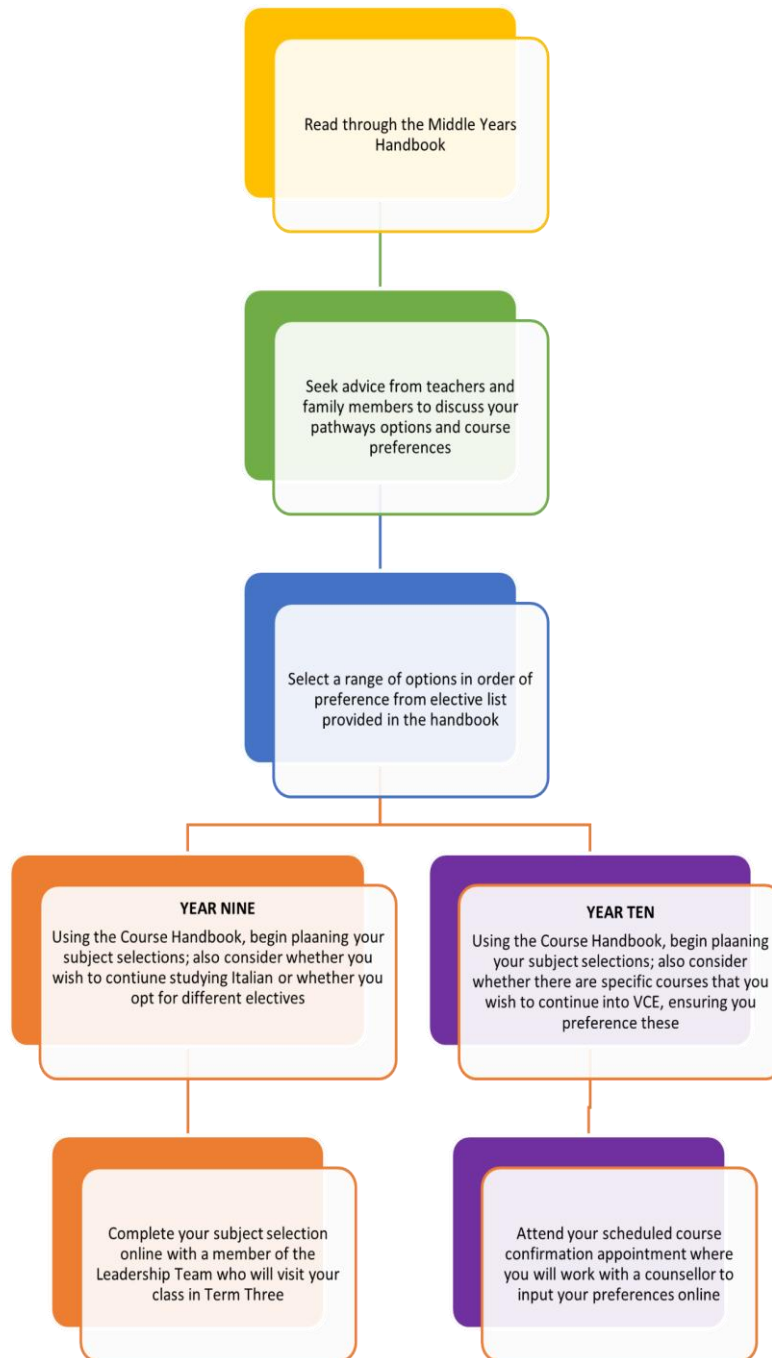 Read through the Middle Years
Handbook
Seek advice from teachers and
family members to discuss your
pathways options and course
preferences
Select a range of options in order of
preference from elective list
provided in the handbook
YEAR NINE
Using the Course Handbook, begin plaaning your
subject selections; also consider whether you
wish to contiune studying Italian or whether you
opt for different electives
YEAR TEN
Using the Course Handbook, begin plaaning
your subject selections; also consider
whether there are specific courses that you
wish to continue into VCE, ensuring you
preference these
Complete your subject selection
online with a member of the
Leadership Team who will visit your
class in Term Three
Attend your scheduled course
confirmation appointment where
you will work with a counsellor to
input your preferences online